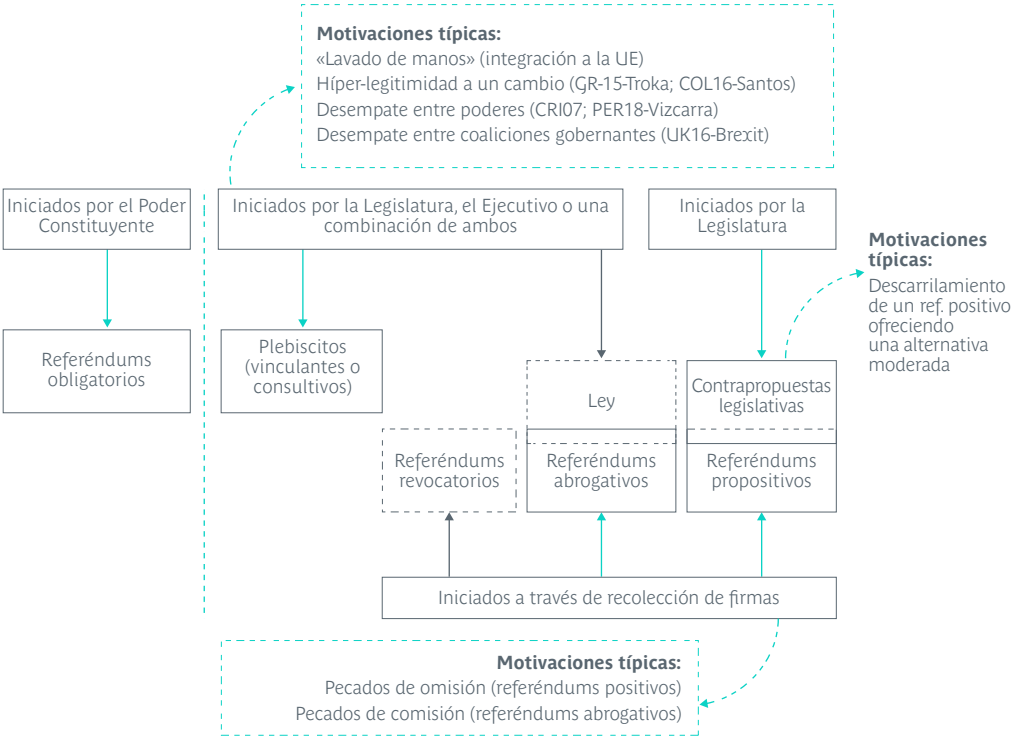 Motivaciones típicas:
«Lavado de manos» (integración a la UE)
Híper-legitimidad a un cambio (GR-15-Troka; COL16-Santos)
Desempate entre poderes (CRI07; PER18-Vizcarra)
Desempate entre coaliciones gobernantes (UK16-Brexit)
Iniciados por el Poder
Constituyente
Iniciados por la Legislatura, el Ejecutivo o una
combinación de ambos
Iniciados por la
Legislatura
Motivaciones
típicas:
Descarrilamiento
de un ref. positivo
ofreciendo
una alternativa
moderada
Referéndums
obligatorios
Plebiscitos
(vinculantes o
consultivos)
Ley
Contrapropuestas
legislativas
Referéndums
revocatorios
Referéndums
abrogativos
Referéndums
propositivos
Iniciados a través de recolección de firmas
Motivaciones típicas:
Pecados de omisión (referéndums positivos)
Pecados de comisión (referéndums abrogativos)